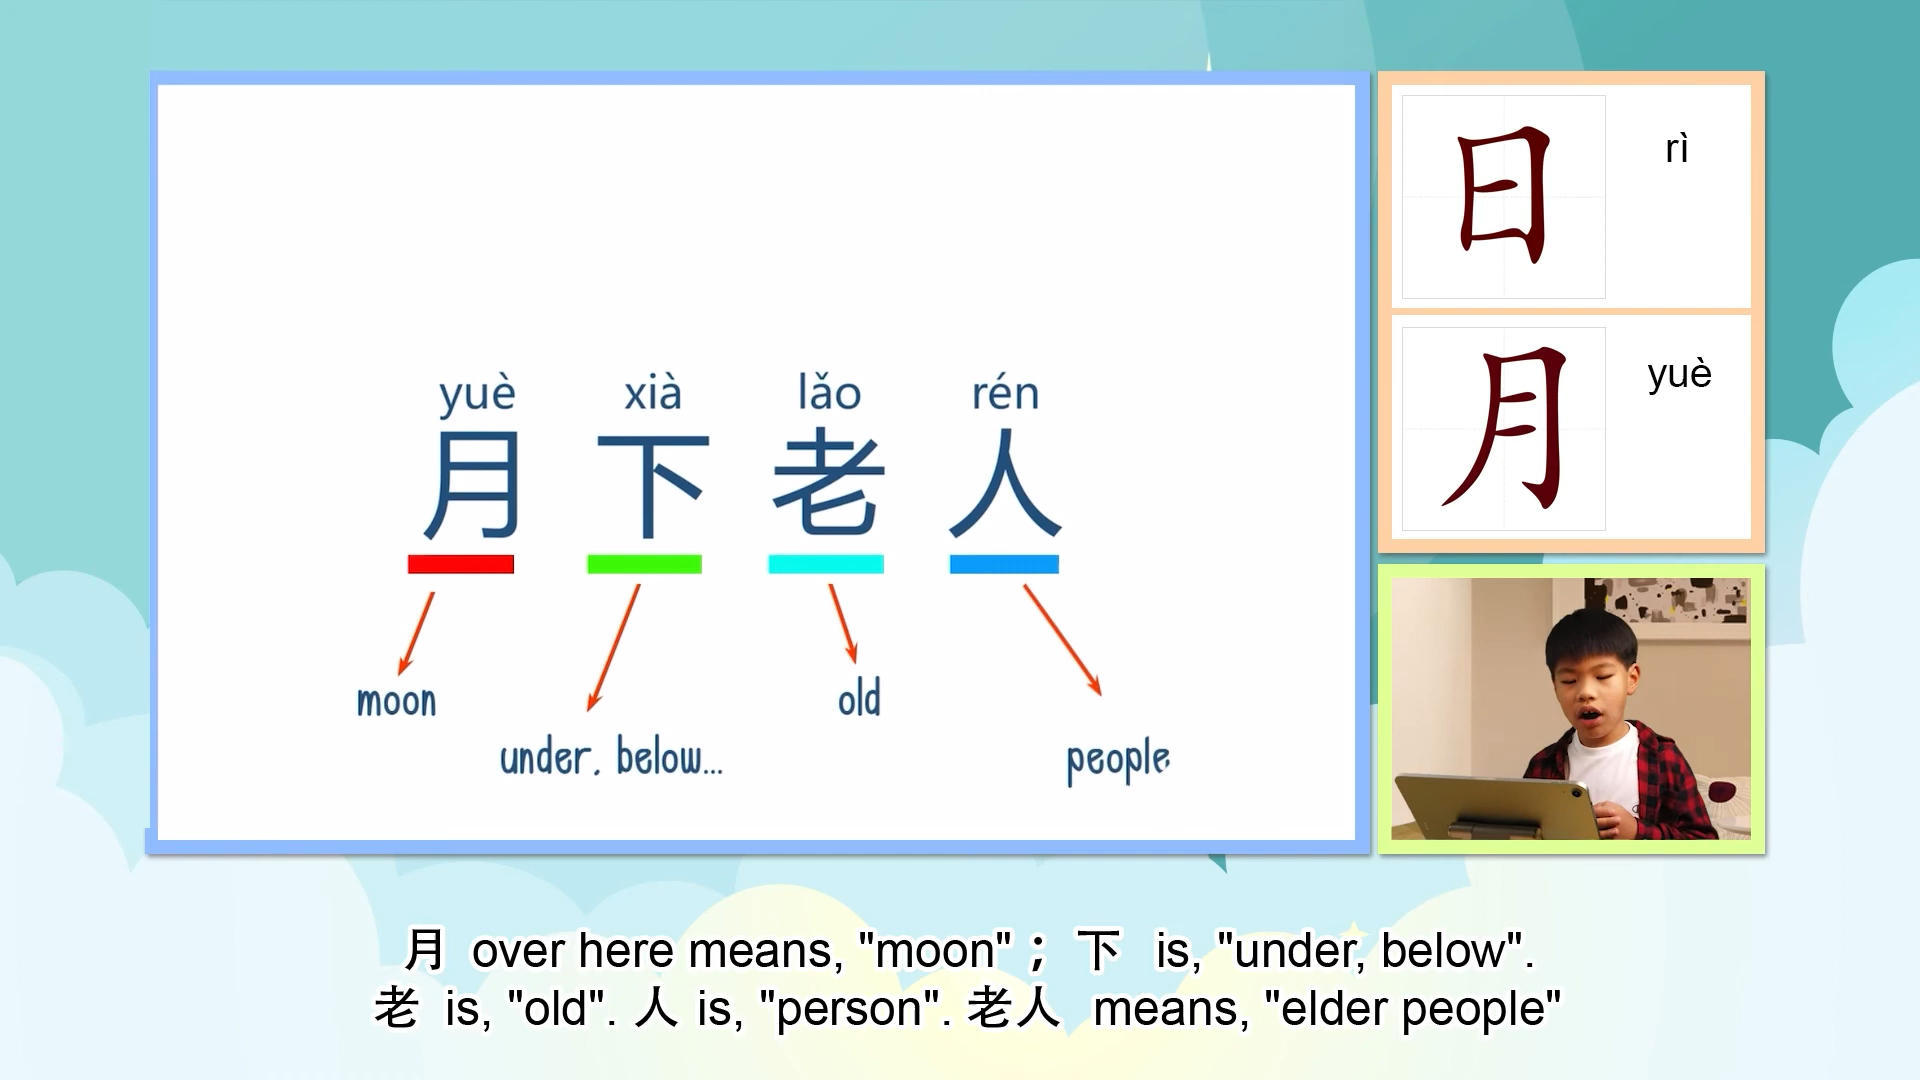 yuè xià lǎo rén
月 下 老 人
moon
old
under, below...
people
日 rì
月 yuè
月 over here means, "moon"；下 is, "under, below".
老 is, "old". 人 is, "person". 老人 means, "elder people"